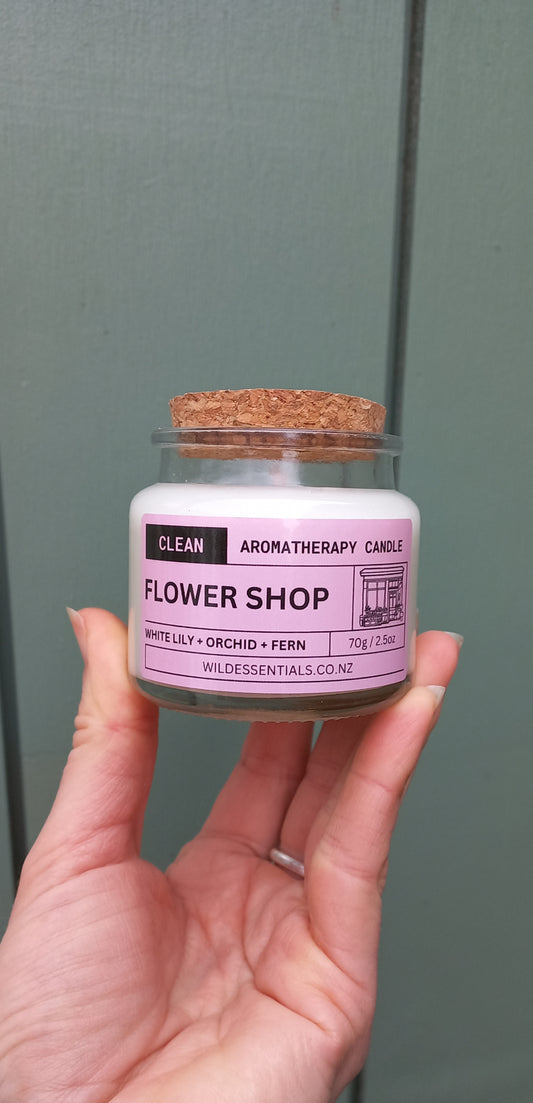 CLEAN AROMATHERAPY CANDLE
FLOWER SHOP
WHITE LILY + ORCHID + FERN 70g / 2.5oz
WILDESSENTIALS.CO.NZ